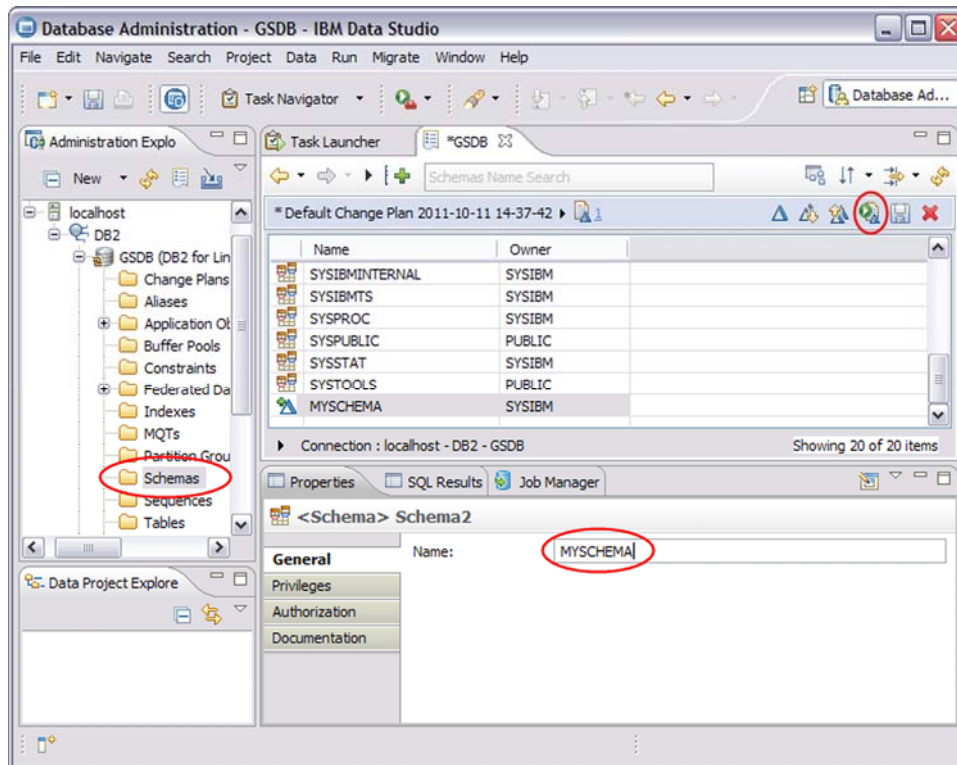 Database Administration - GSDB - IBM Data Studio
File Edit Navigate Search Project Data Run Migrate Window Help
Task Navigator
Database Ad...
Administration Explo
Task Launcher
*GSDB
New
Schemas Name Search
* Default Change Plan 2011-10-11 14-37-42
1
localhost
DB2
GSDB (DB2 for Lin
Change Plans
Aliases
Application Ob
Buffer Pools
Constraints
Federated Da
Indexes
MQTs
Partition Grou
Schemas
Sequences
Tables
Name Owner
SYSIBMINTERNAL SYSIBM
SYSIBMTS SYSIBM
SYSPROC SYSIBM
SYSPUBLIC PUBLIC
SYSSTAT SYSIBM
SYSTOOLS PUBLIC
MYSCHEMA SYSIBM
Connection : localhost - DB2 - GSDB
Showing 20 of 20 items
Properties
SQL Results
Job Manager
<Schema> Schema2
General
Privileges
Authorization
Documentation
Name: MYSCHEMA
Data Project Explore